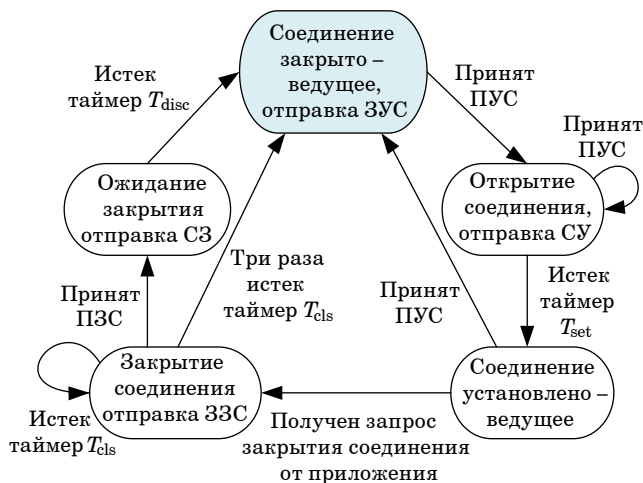 Соединение
закрыто –
ведущее,
отправка ЗУС
Истек
таймер Tdisc
Принят
ПУС
Принят
ПУС
Ожидание
закрытия
отправка СЗ
Открытие
соединения,
отправка СУ
Три раза
истек
таймер Tcls
Принят
ПЗС
Принят
ПУС
Истек
таймер
Tset
Закрытие
соединения
отправка ЗЗС
Соединение
установлено –
ведущее
Истек
таймер Tcls
Получен запрос
закрытия соединения
от приложения